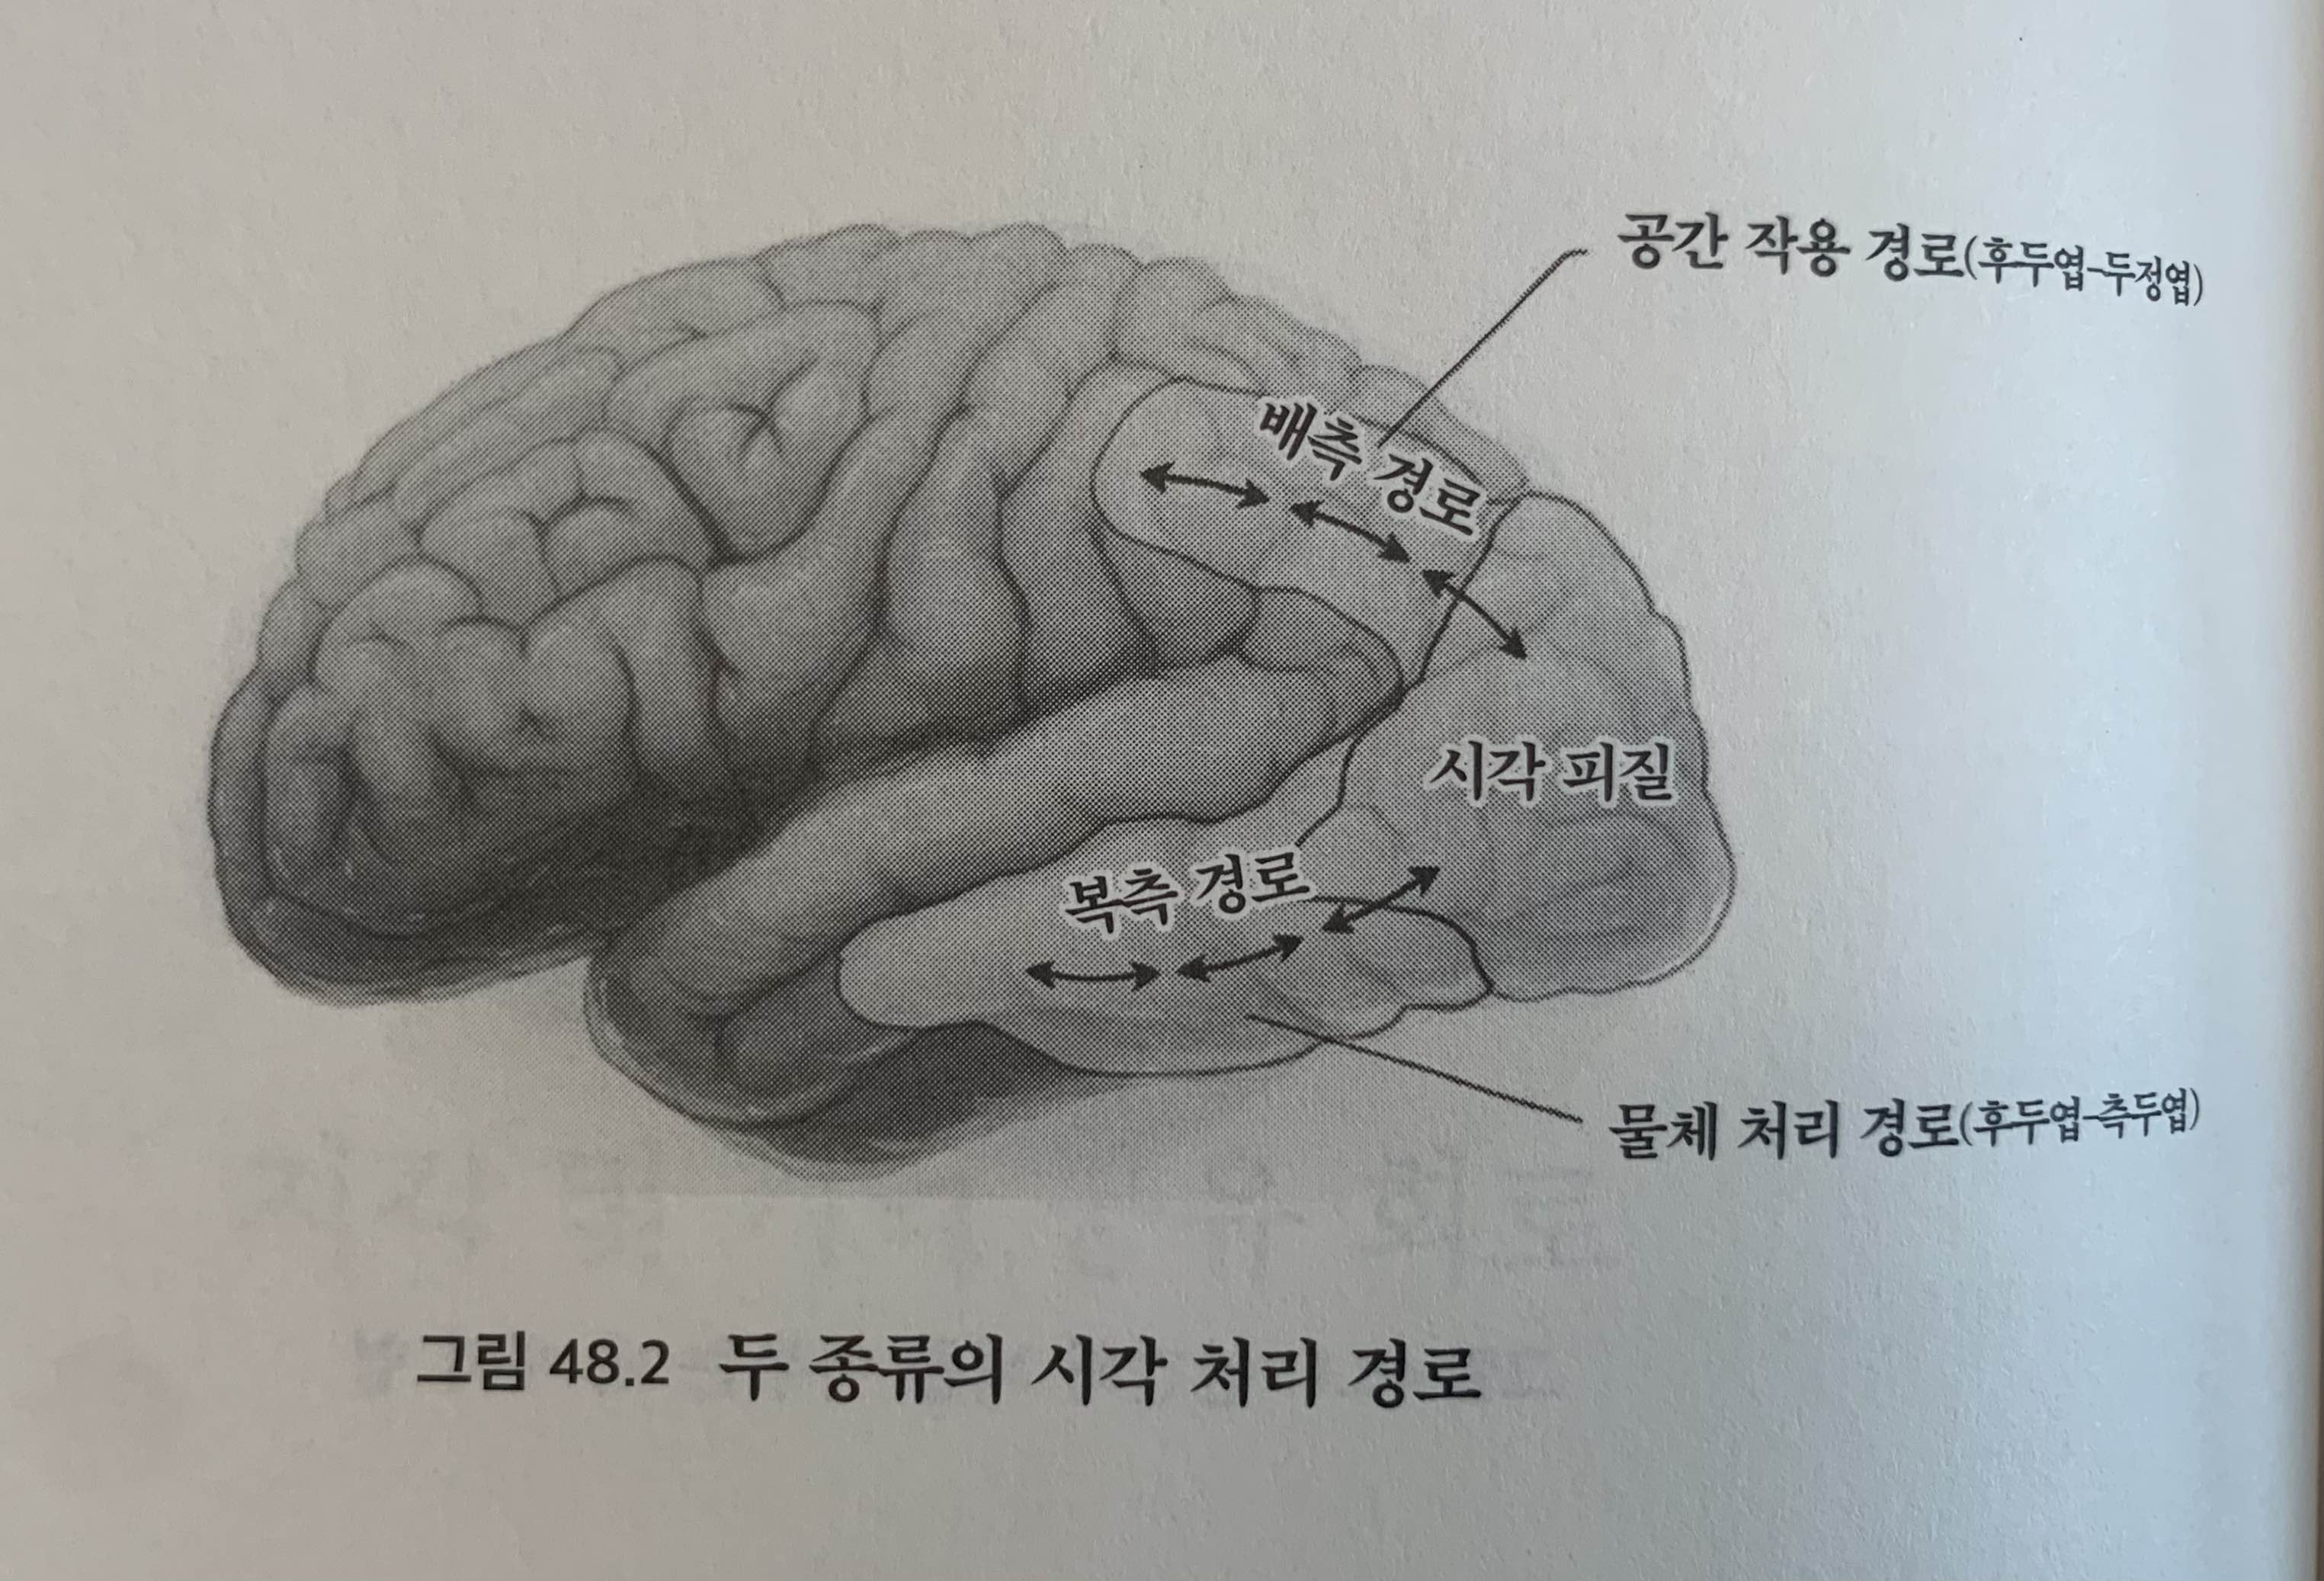 공간 작용 경로(후두엽-두정엽)
배측 경로
시각 피질
복측 경로
물체 처리 경로(후두엽-측두엽)
그림 48.2 두 종류의 시각 처리 경로